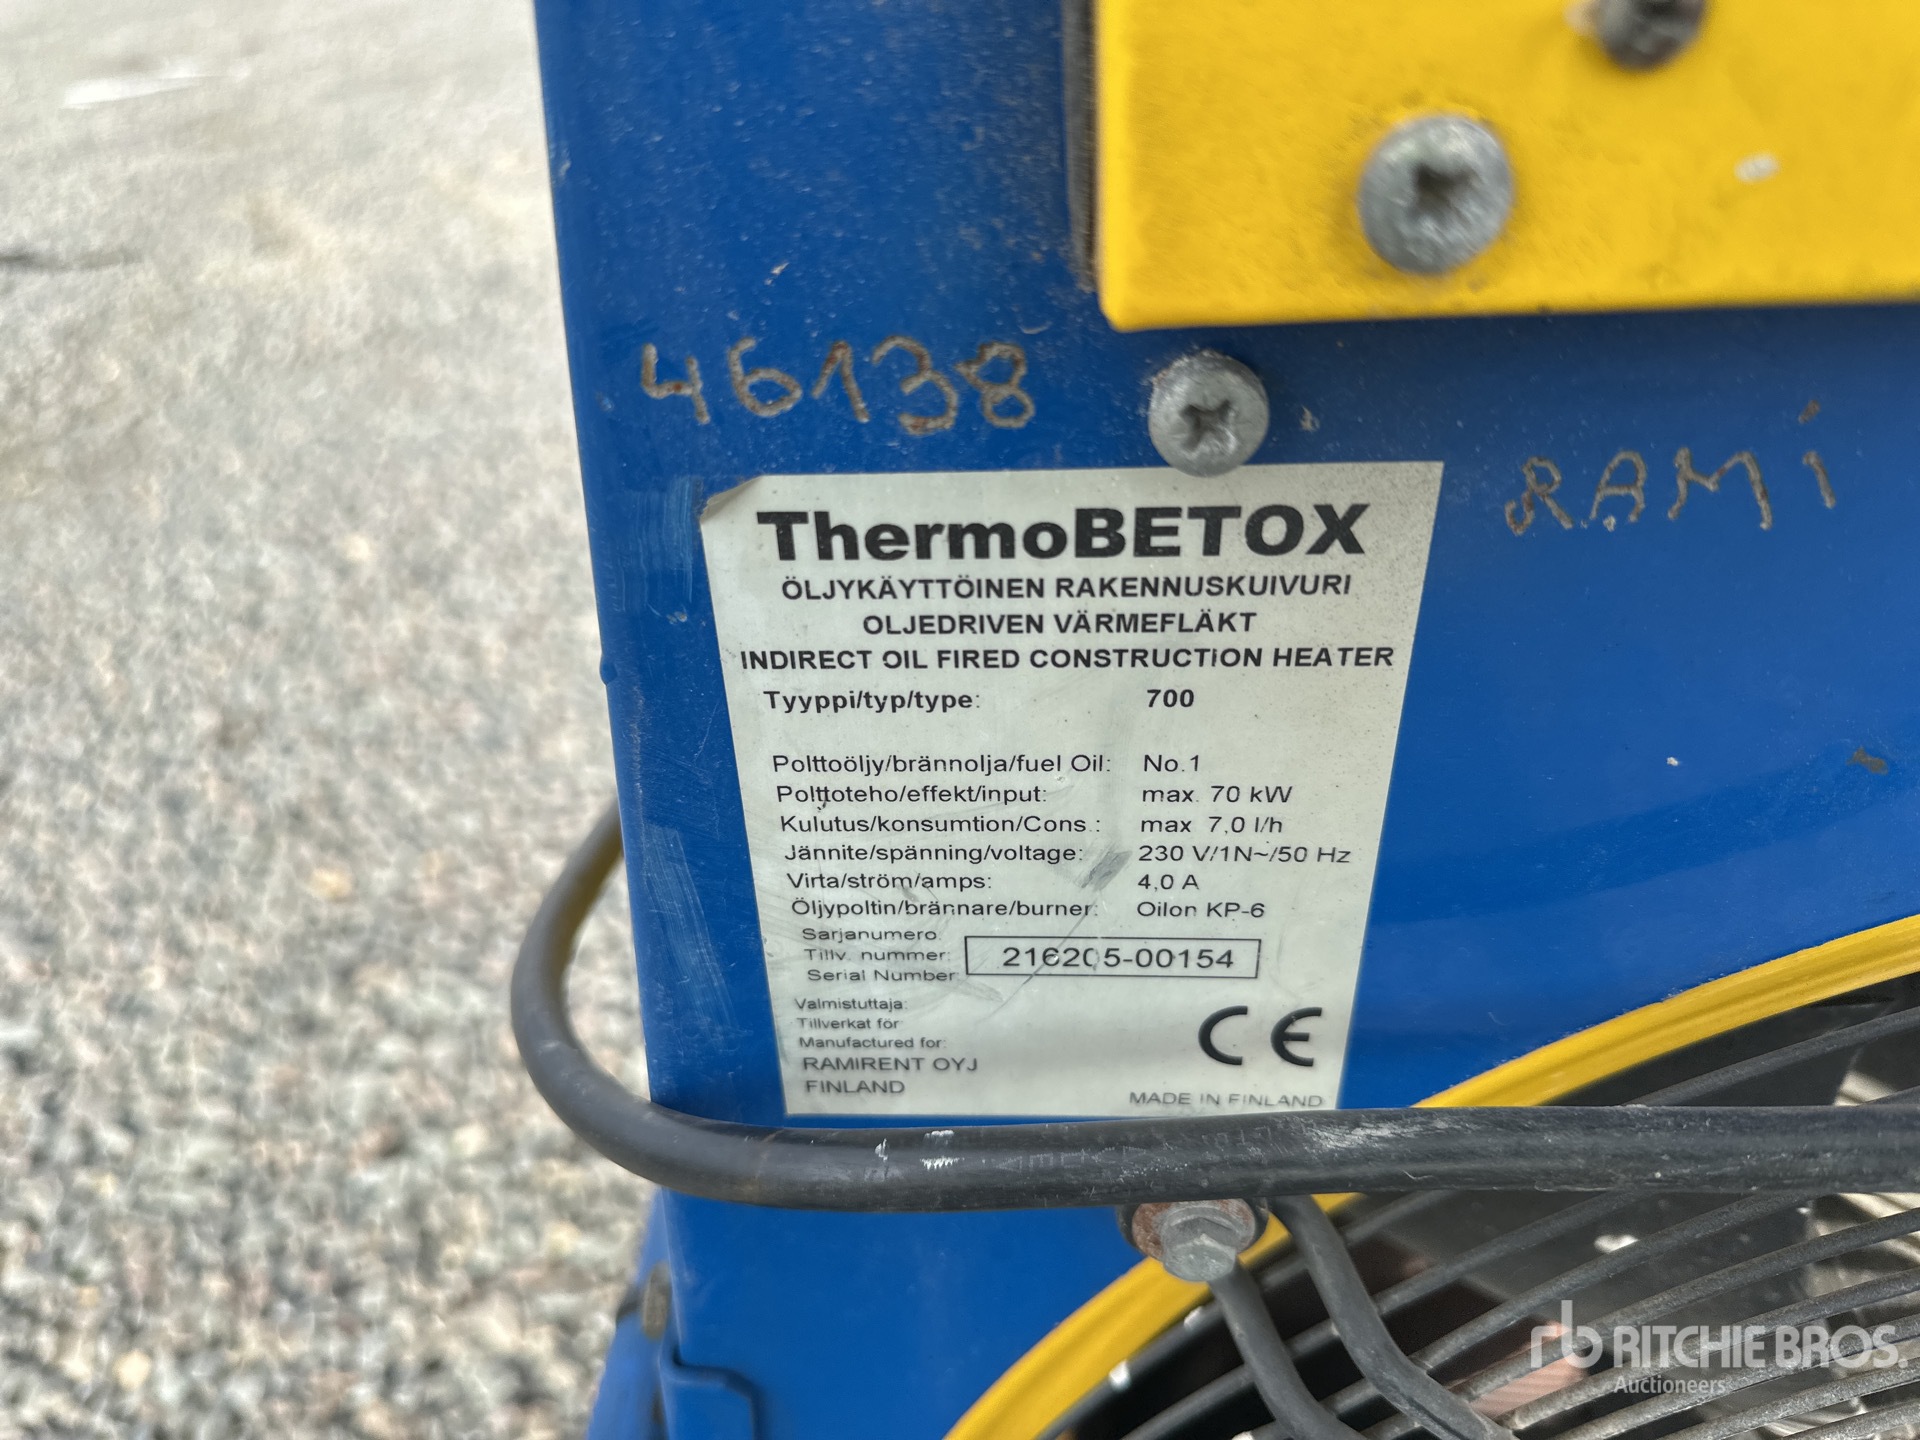 46138
RAMi
ThermoBETOX
ÖLJYKÄYTTÖINEN RAKENNUSKUIVURI
OLJEDRIVEN VÄRMEFLÄKT
INDIRECT OIL FIRED CONSTRUCTION HEATER
Tyyppi/typ/type: 700
Polttoöljy/brännolja/fuel Oil: No.1
Polttoteho/effekt/input: max. 70 kW
Kulutus/konsumtion/Cons.: max 7,0 l/h
Jännite/spänning/voltage: 230 V/1N~/50 Hz
Virta/ström/amps: 4,0 A
Öljypoltin/brännare/burner: Oilon KP-6
Sarjanumero:
Tillv. nummer: 216205-00154
Serial Number:
Valmistuttaja:
Tillverkat för:
Manufactured for:
RAMIRENT OYJ
FINLAND
CE
MADE IN FINLAND
rb RITCHIE BROS.
Auctioneers